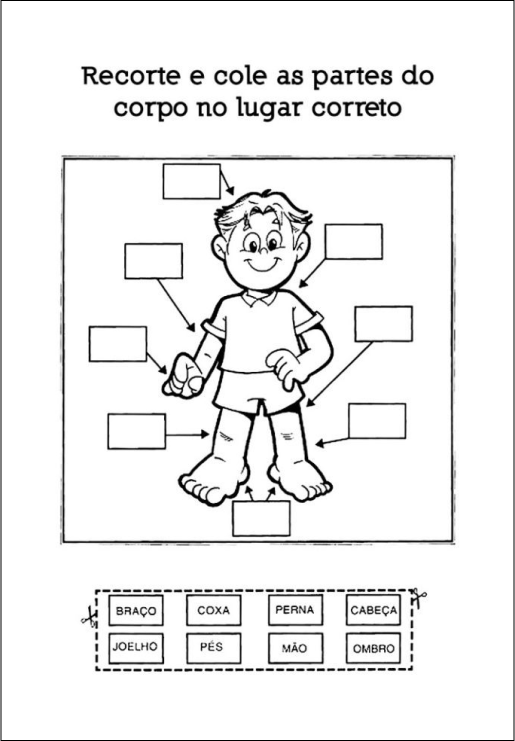 Recorte e cole as partes do
corpo no lugar correto
BRAÇO COXA PERNA CABEÇA
JOELHO PÉS MÃO OMBRO